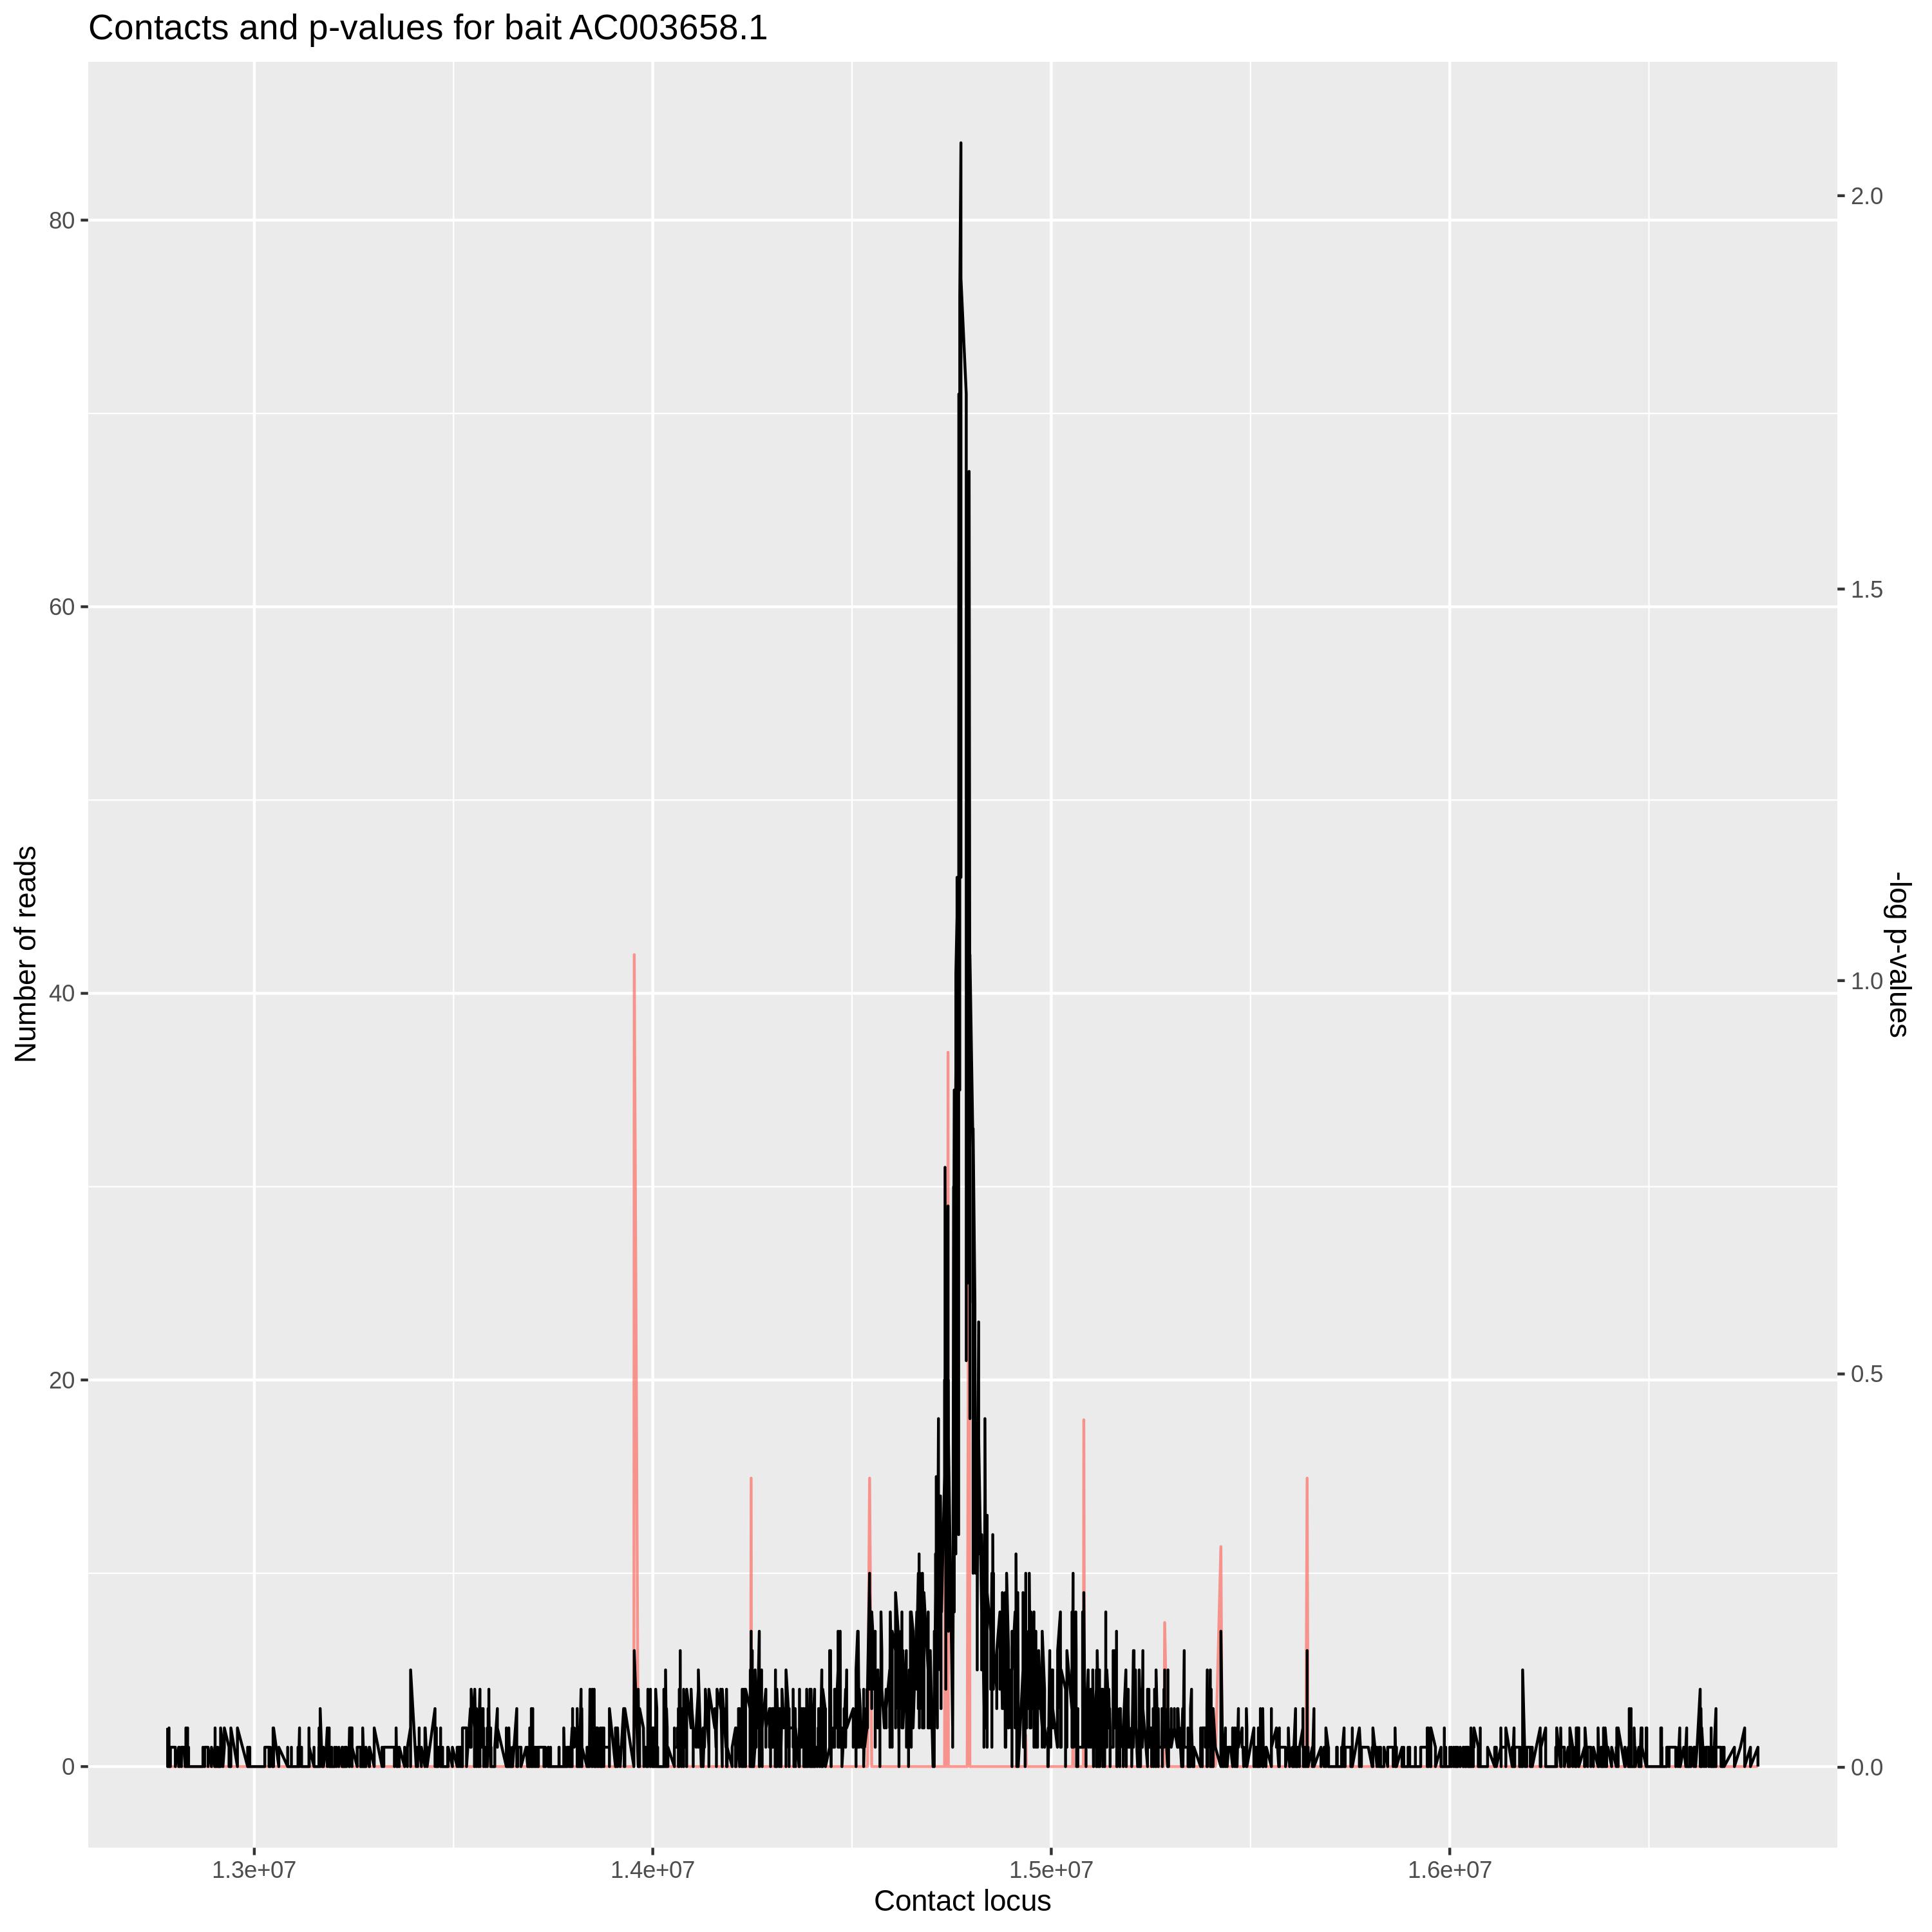 Contacts and p-values for bait AC003658.1
80
60
40
20
0
Number of reads
2.0
1.5
1.0
0.5
0.0
-log p-values
1.3e+07 1.4e+07 1.5e+07 1.6e+07
Contact locus